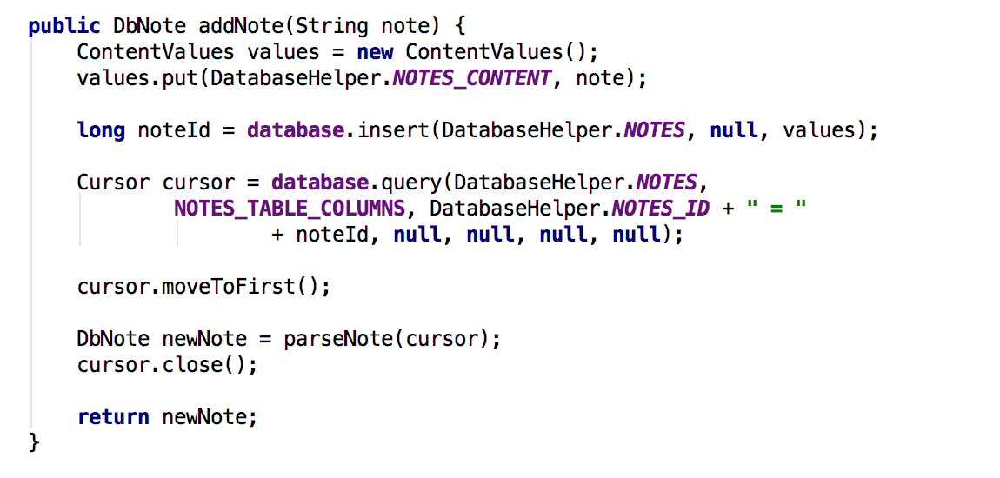 public DbNote addNote(String note) {
    ContentValues values = new ContentValues();
    values.put(DatabaseHelper.NOTES_CONTENT, note);

    long noteId = database.insert(DatabaseHelper.NOTES, null, values);

    Cursor cursor = database.query(DatabaseHelper.NOTES,
            NOTES_TABLE_COLUMNS, DatabaseHelper.NOTES_ID + " = "
                    + noteId, null, null, null, null);

    cursor.moveToFirst();

    DbNote newNote = parseNote(cursor);
    cursor.close();

    return newNote;
}